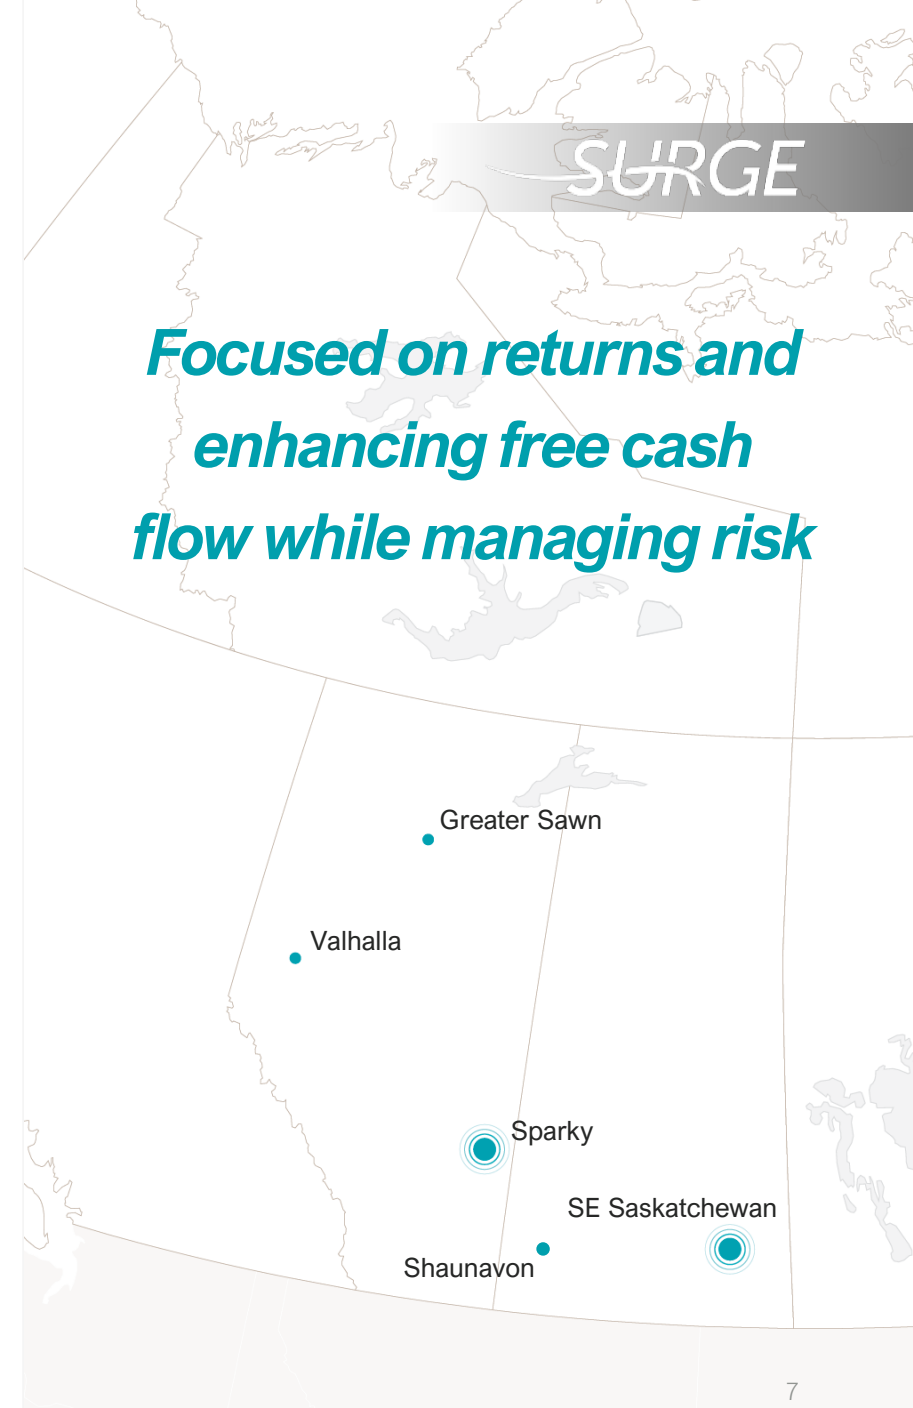 SURGE
Focused on returns and
enhancing free cash
flow while managing risk
Greater Sawn
Valhalla
Sparky
SE Saskatchewan
Shaunavon
7